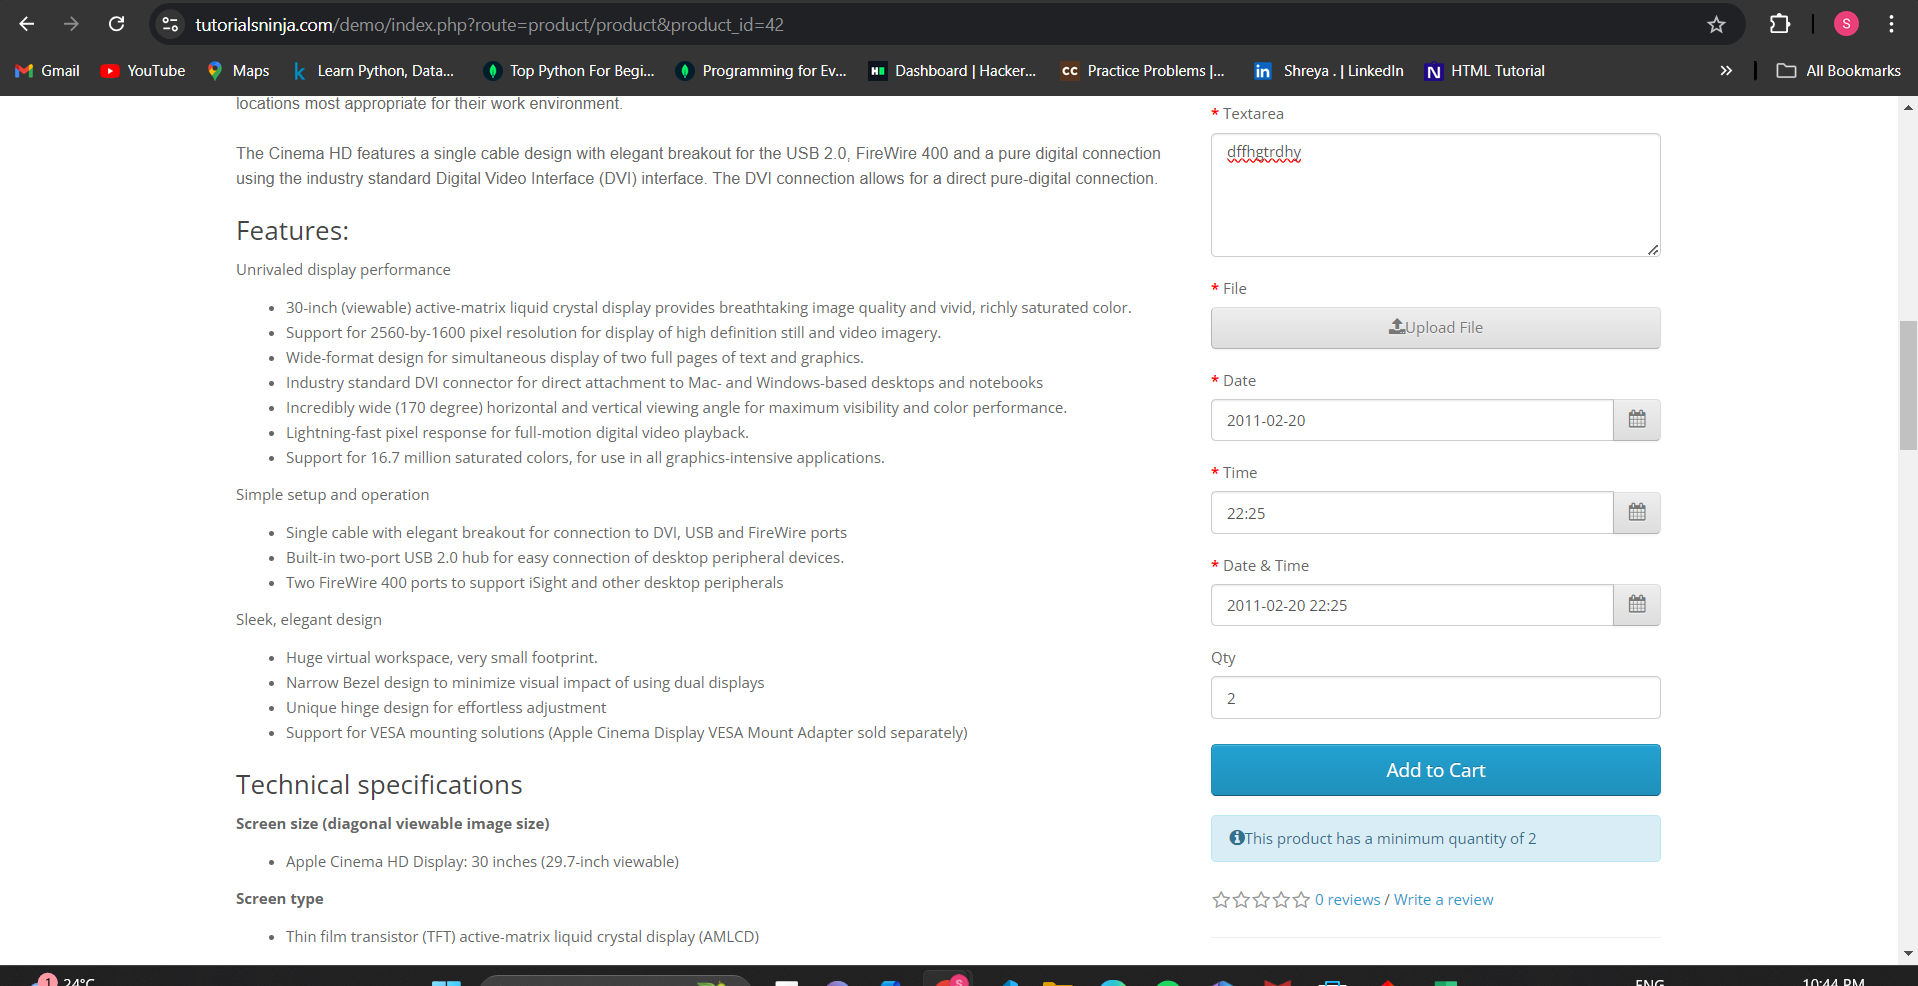 tutorialsninja.com/demo/index.php?route=product/product&product_id=42
S
Gmail
YouTube
Maps
Learn Python, Data...
Top Python For Begi...
Programming for Ev...
Dashboard | Hacker...
CC Practice Problems |...
in Shreya . | LinkedIn
N HTML Tutorial
»
All Bookmarks
locations most appropriate for their work environment.
The Cinema HD features a single cable design with elegant breakout for the USB 2.0, FireWire 400 and a pure digital connection
using the industry standard Digital Video Interface (DVI) interface. The DVI connection allows for a direct pure-digital connection.
Features:
Unrivaled display performance
• 30-inch (viewable) active-matrix liquid crystal display provides breathtaking image quality and vivid, richly saturated color.
• Support for 2560-by-1600 pixel resolution for display of high definition still and video imagery.
• Wide-format design for simultaneous display of two full pages of text and graphics.
• Industry standard DVI connector for direct attachment to Mac- and Windows-based desktops and notebooks
• Incredibly wide (170 degree) horizontal and vertical viewing angle for maximum visibility and color performance.
• Lightning-fast pixel response for full-motion digital video playback.
• Support for 16.7 million saturated colors, for use in all graphics-intensive applications.
Simple setup and operation
• Single cable with elegant breakout for connection to DVI, USB and FireWire ports
• Built-in two-port USB 2.0 hub for easy connection of desktop peripheral devices.
• Two FireWire 400 ports to support iSight and other desktop peripherals
Sleek, elegant design
• Huge virtual workspace, very small footprint.
• Narrow Bezel design to minimize visual impact of using dual displays
• Unique hinge design for effortless adjustment
• Support for VESA mounting solutions (Apple Cinema Display VESA Mount Adapter sold separately)
Technical specifications
Screen size (diagonal viewable image size)
• Apple Cinema HD Display: 30 inches (29.7-inch viewable)
Screen type
• Thin film transistor (TFT) active-matrix liquid crystal display (AMLCD)
* Textarea
dffhgtrdhy
* File
Upload File
* Date
2011-02-20
* Time
22:25
* Date & Time
2011-02-20 22:25
Qty
2
Add to Cart
This product has a minimum quantity of 2
0 reviews / Write a review
1
24°C
S
ENG
10:44 PM